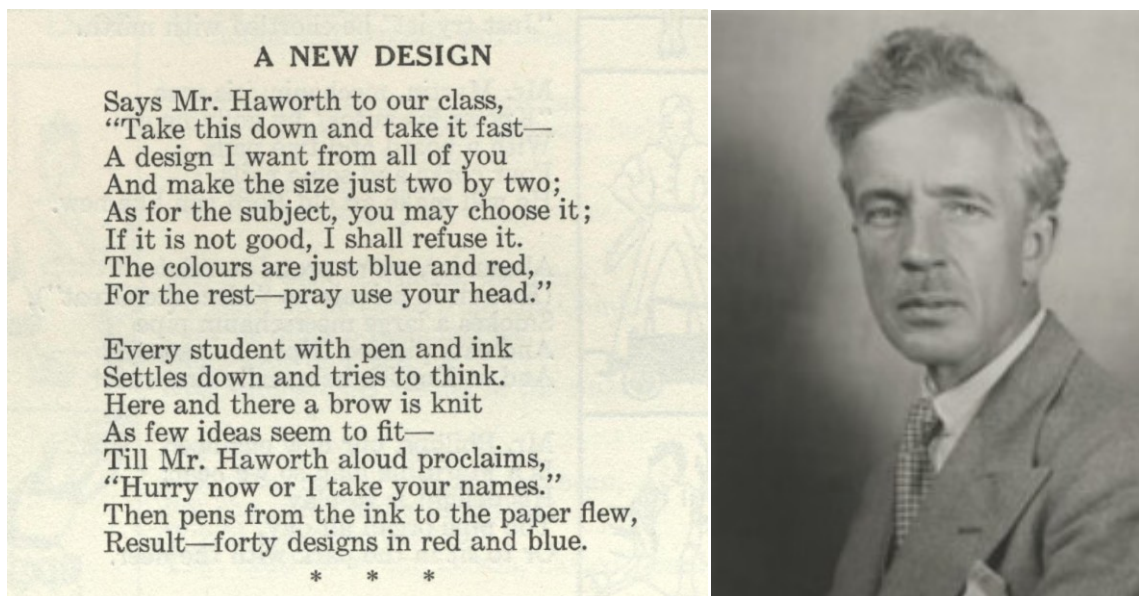 A NEW DESIGN
Says Mr. Haworth to our class,
“Take this down and take it fast—
A design I want from all of you
And make the size just two by two;
As for the subject, you may choose it;
If it is not good, I shall refuse it.
The colours are just blue and red,
For the rest—pray use your head.”
Every student with pen and ink
Settles down and tries to think.
Here and there a brow is knit
As few ideas seem to fit—
Till Mr. Haworth aloud proclaims,
“Hurry now or I take your names.”
Then pens from the ink to the paper flew,
Result—forty designs in red and blue.
* * *